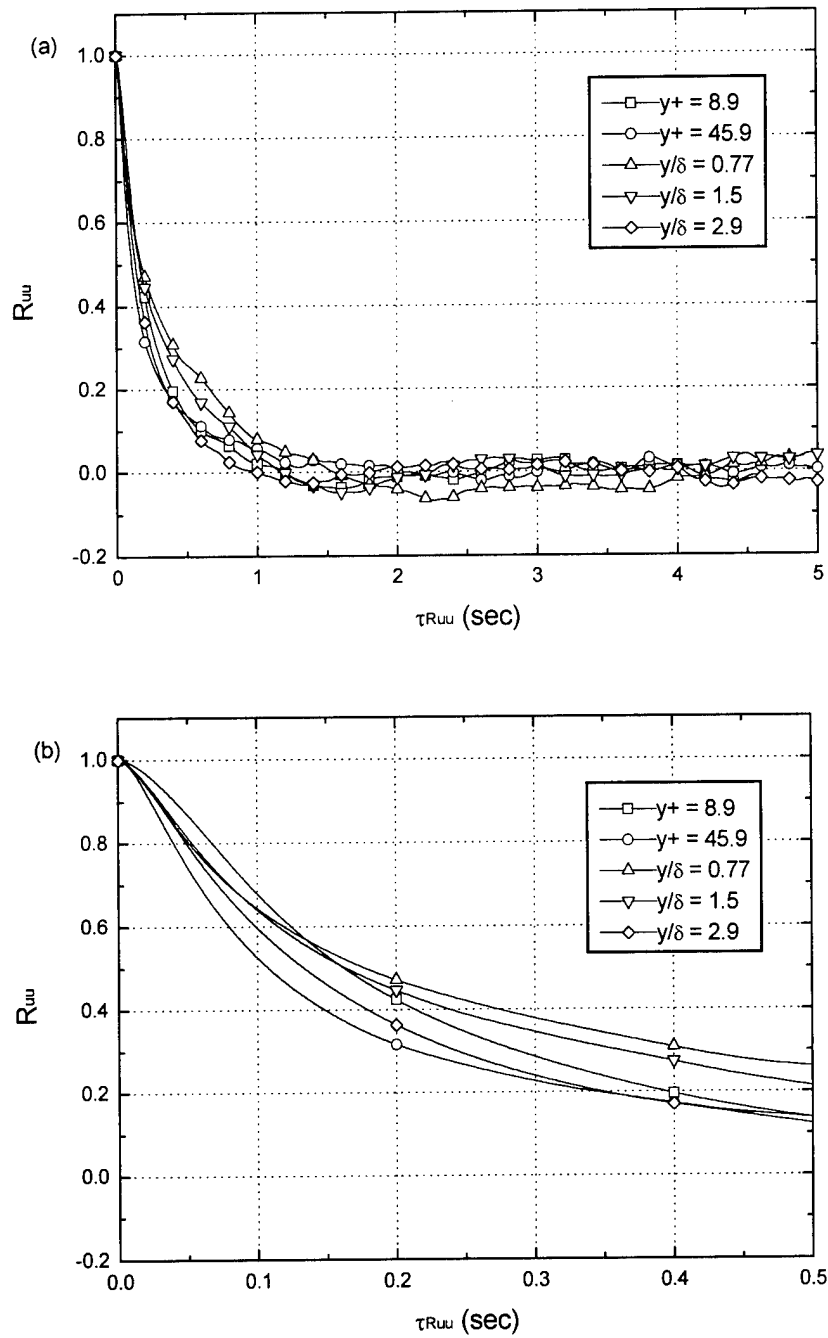 (a)
1.0
0.8
0.6
0.4
0.2
0.0
-0.2
Ruu
y+ = 8.9
y+ = 45.9
y/δ = 0.77
y/δ = 1.5
y/δ = 2.9
0 1 2 3 4 5
τRuu (sec)
(b)
1.0
0.8
0.6
0.4
0.2
0.0
-0.2
Ruu
y+ = 8.9
y+ = 45.9
y/δ = 0.77
y/δ = 1.5
y/δ = 2.9
0.0 0.1 0.2 0.3 0.4 0.5
τRuu (sec)